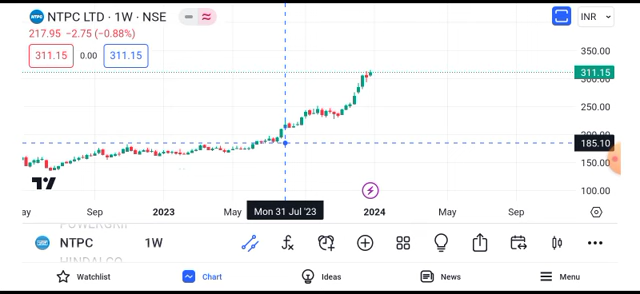 NTPC LTD · 1W · NSE
INR
217.95 −2.75 (−0.88%)
311.15 0.00 311.15
350.00
311.15
300.00
250.00
200.00
185.10
150.00
100.00
ay Sep 2023 May Mon 31 Jul '23 2024 May Sep
POWERGRID
NTPC 1W
HINDALCO
Watchlist Chart Ideas News Menu